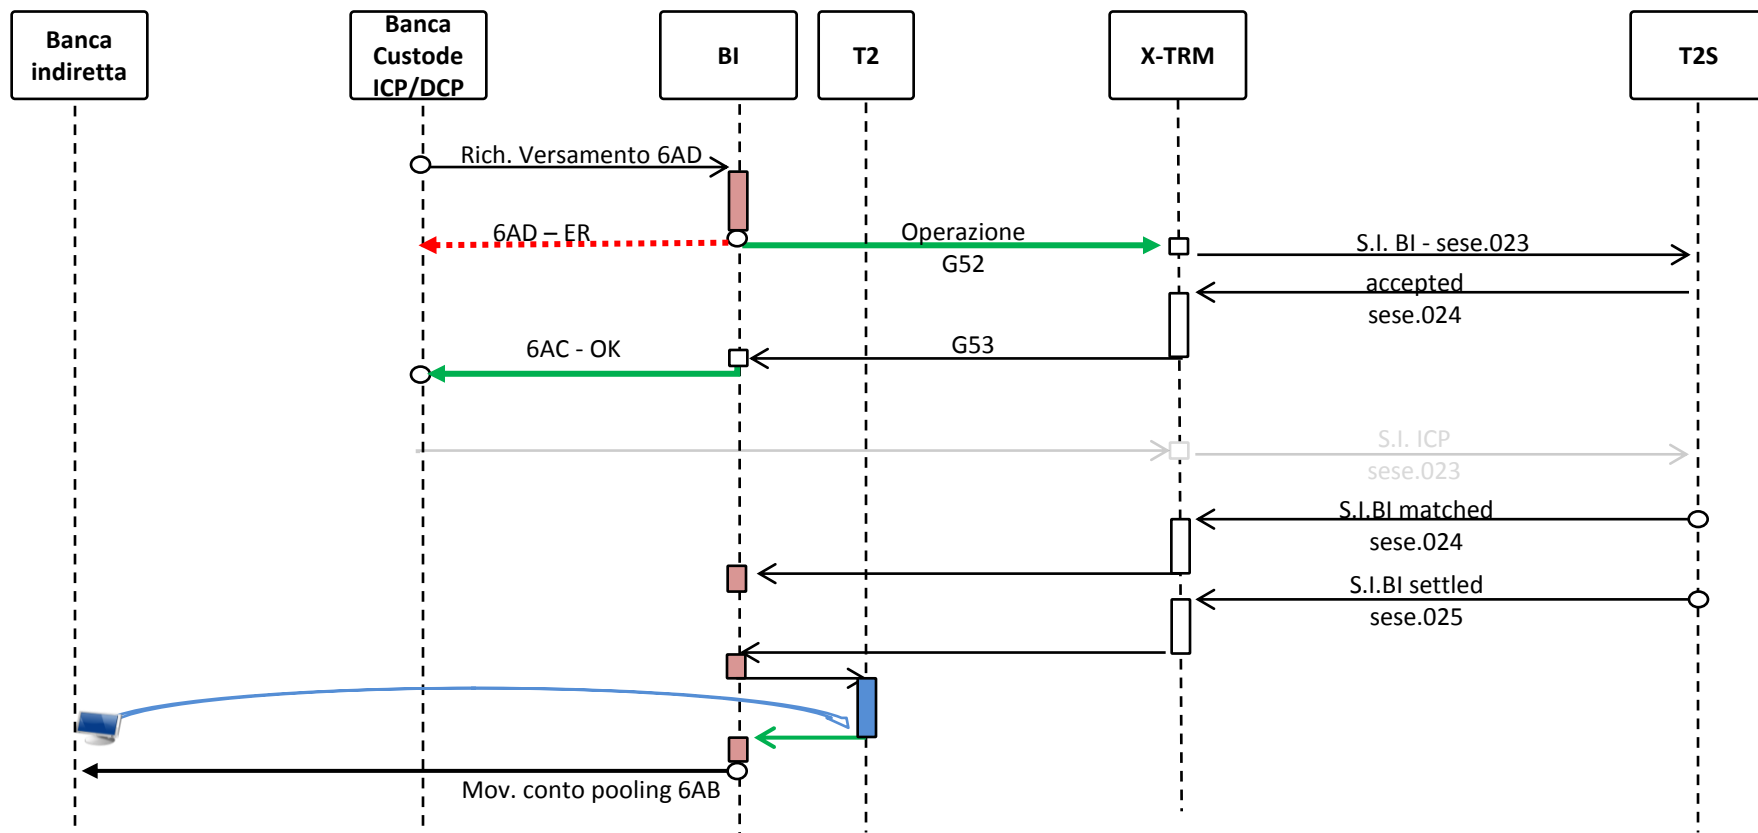 Banca
indiretta
Banca
Custode
ICP/DCP
BI
T2
X-TRM
T2S
Rich. Versamento 6AD
6AD – ER
Operazione
G52
S.I. BI - sese.023
accepted
sese.024
6AC - OK
G53
S.I. ICP
sese.023
S.I.BI matched
sese.024
S.I.BI settled
sese.025
Mov. conto pooling 6AB